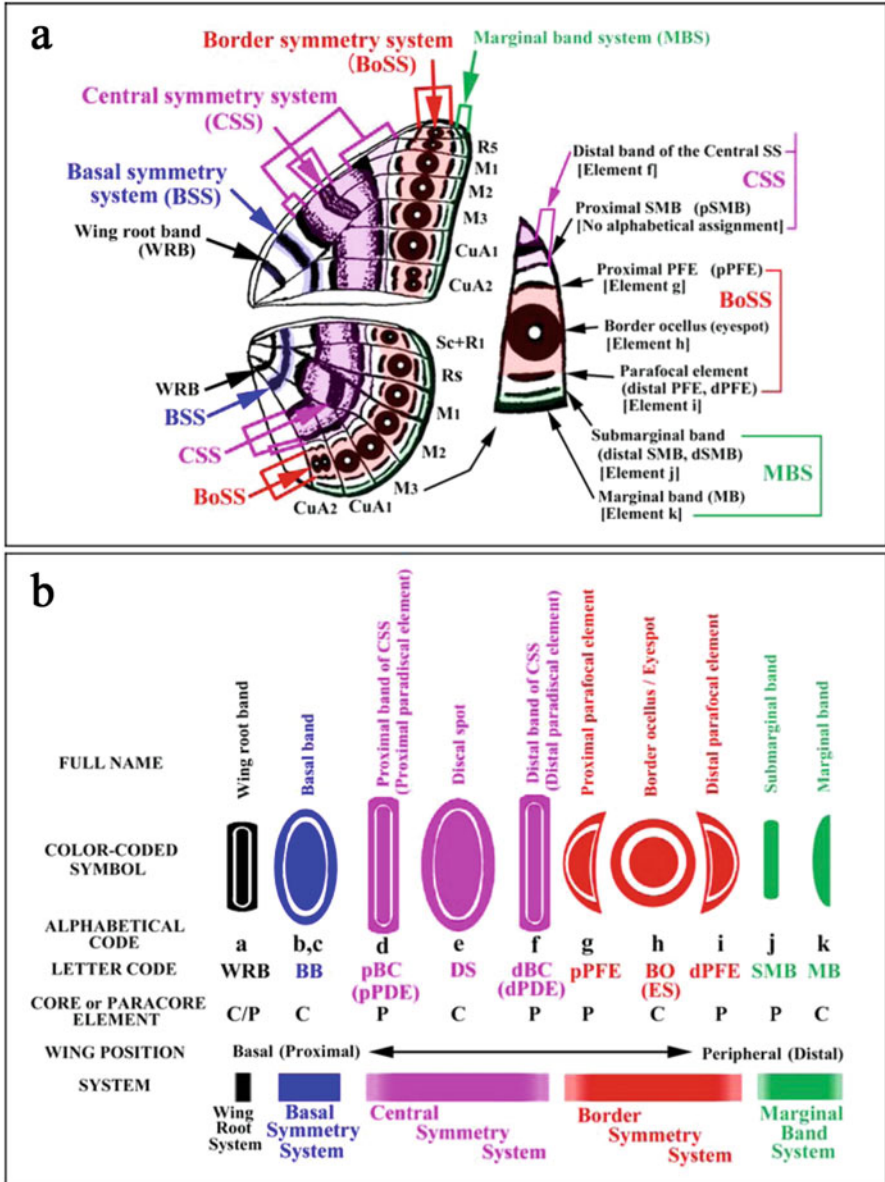 a
Border symmetry system
(BoSS)
Marginal band system (MBS)
Central symmetry system
(CSS)
Basal symmetry
system (BSS)
Wing root band
(WRB)
R5
M1
M2
M3
CuA1
CuA2
Distal band of the Central SS
[Element f]
CSS
Proximal SMB (pSMB)
[No alphabetical assignment]
Proximal PFE (pPFE)
[Element g]
BoSS
Border ocellus (eyespot)
[Element h]
Parafocal element
(distal PFE, dPFE)
[Element i]
Submarginal band
(distal SMB, dSMB)
[Element j]
MBS
Marginal band (MB)
[Element k]
WRB
BSS
CSS
BoSS
Sc+R1
Rs
M1
M2
M3
CuA2 CuA1
b
FULL NAME
Wing root band
Basal band
Proximal band of CSS
(Proximal paradiscal element)
Discal spot
Distal band of CSS
(Distal paradiscal element)
Proximal parafocal element
Border ocellus / Eyespot
Distal parafocal element
Submarginal band
Marginal band
COLOR-CODED
SYMBOL
ALPHABETICAL
CODE
a b,c d e f g h i j k
LETTER CODE WRB BB pBC DS dBC pPFE BO dPFE SMB MB
(pPDE) (dPDE) (ES)
CORE or PARACORE
ELEMENT
C/P C P C P P C P P C
WING POSITION Basal (Proximal) Peripheral (Distal)
SYSTEM
Wing
Root
System
Basal
Symmetry
System
Central
Symmetry
System
Border
Symmetry
System
Marginal
Band
System